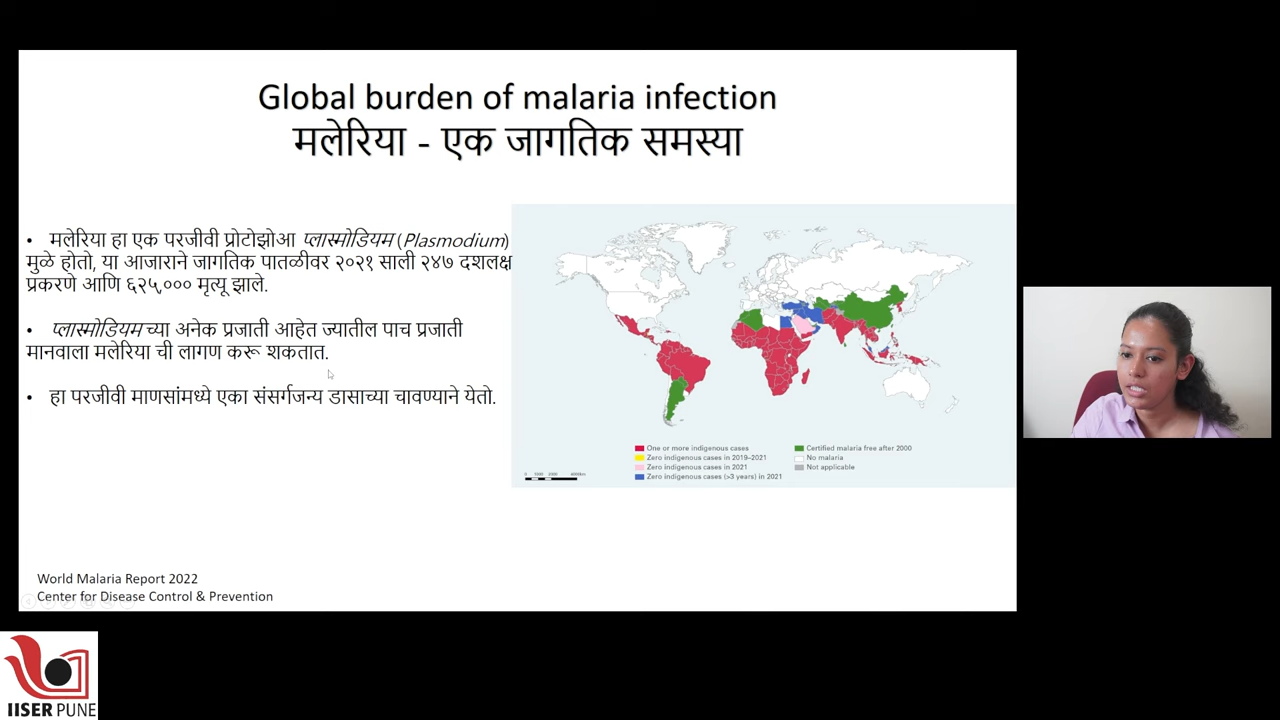 Global burden of malaria infection
मलेरिया - एक जागतिक समस्या
• मलेरिया हा एक परजीवी प्रोटोझोआ प्लास्मोडियम (Plasmodium)
मुळे होतो, या आजाराने जागतिक पातळीवर २०२१ साली २४७ दशलक्ष
प्रकरणे आणि ६२५,००० मृत्यू झाले.
• प्लास्मोडियम च्या अनेक प्रजाती आहेत ज्यातील पाच प्रजाती
मानवाला मलेरिया ची लागण करू शकतात.
• हा परजीवी माणसांमध्ये एका संसर्गजन्य डासाच्या चावण्याने येतो.
One or more indigenous cases
Zero indigenous cases in 2019–2021
Zero indigenous cases in 2021
Zero indigenous cases (>3 years) in 2021
Certified malaria free after 2000
No malaria
Not applicable
World Malaria Report 2022
Center for Disease Control & Prevention
IISER PUNE